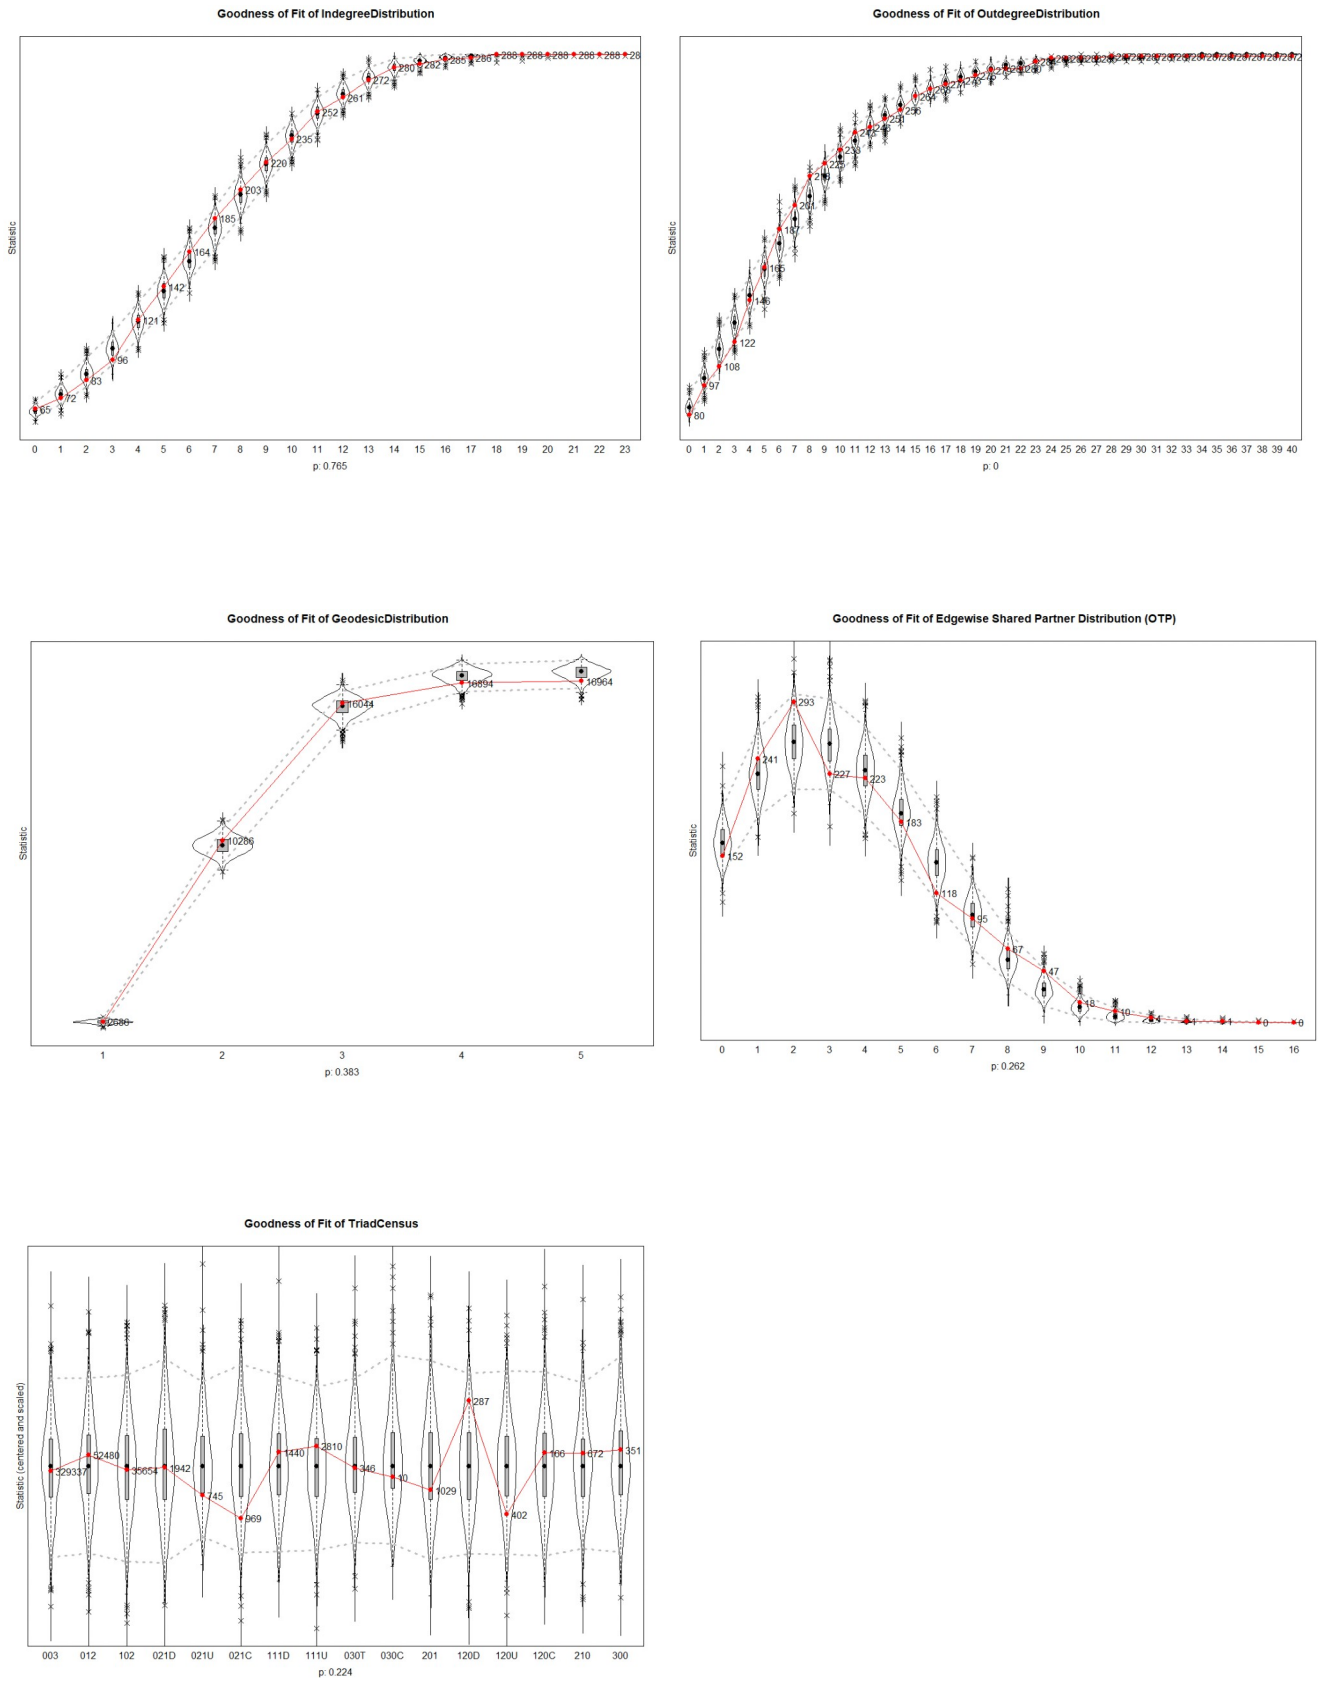 Goodness of Fit of IndegreeDistribution
Statistic
65 72 83 96 121 142 164 185 203 220 235 252 261 272 280 282 285 286 288 288 288 288 288 28
0 1 2 3 4 5 6 7 8 9 10 11 12 13 14 15 16 17 18 19 20 21 22 23
p: 0.765
Goodness of Fit of OutdegreeDistribution
Statistic
80 97 108 122 146 165 187 201 233 251 256 264
0 1 2 3 4 5 6 7 8 9 10 11 12 13 14 15 16 17 18 19 20 21 22 23 24 25 26 27 28 29 30 31 32 33 34 35 36 37 38 39 40
p: 0
Goodness of Fit of GeodesicDistribution
Statistic
2686 10286 16044 16894 16964
1 2 3 4 5
p: 0.383
Goodness of Fit of Edgewise Shared Partner Distribution (OTP)
Statistic
152 241 293 227 223 183 118 95 67 47 18 10 4 1 1 0 0
0 1 2 3 4 5 6 7 8 9 10 11 12 13 14 15 16
p: 0.262
Goodness of Fit of TriadCensus
Statistic (centered and scaled)
329337 52480 35654 1942 745 969 1440 2810 346 10 1029 287 402 166 672 351
003 012 102 021D 021U 021C 111D 111U 030T 030C 201 120D 120U 120C 210 300
p: 0.224